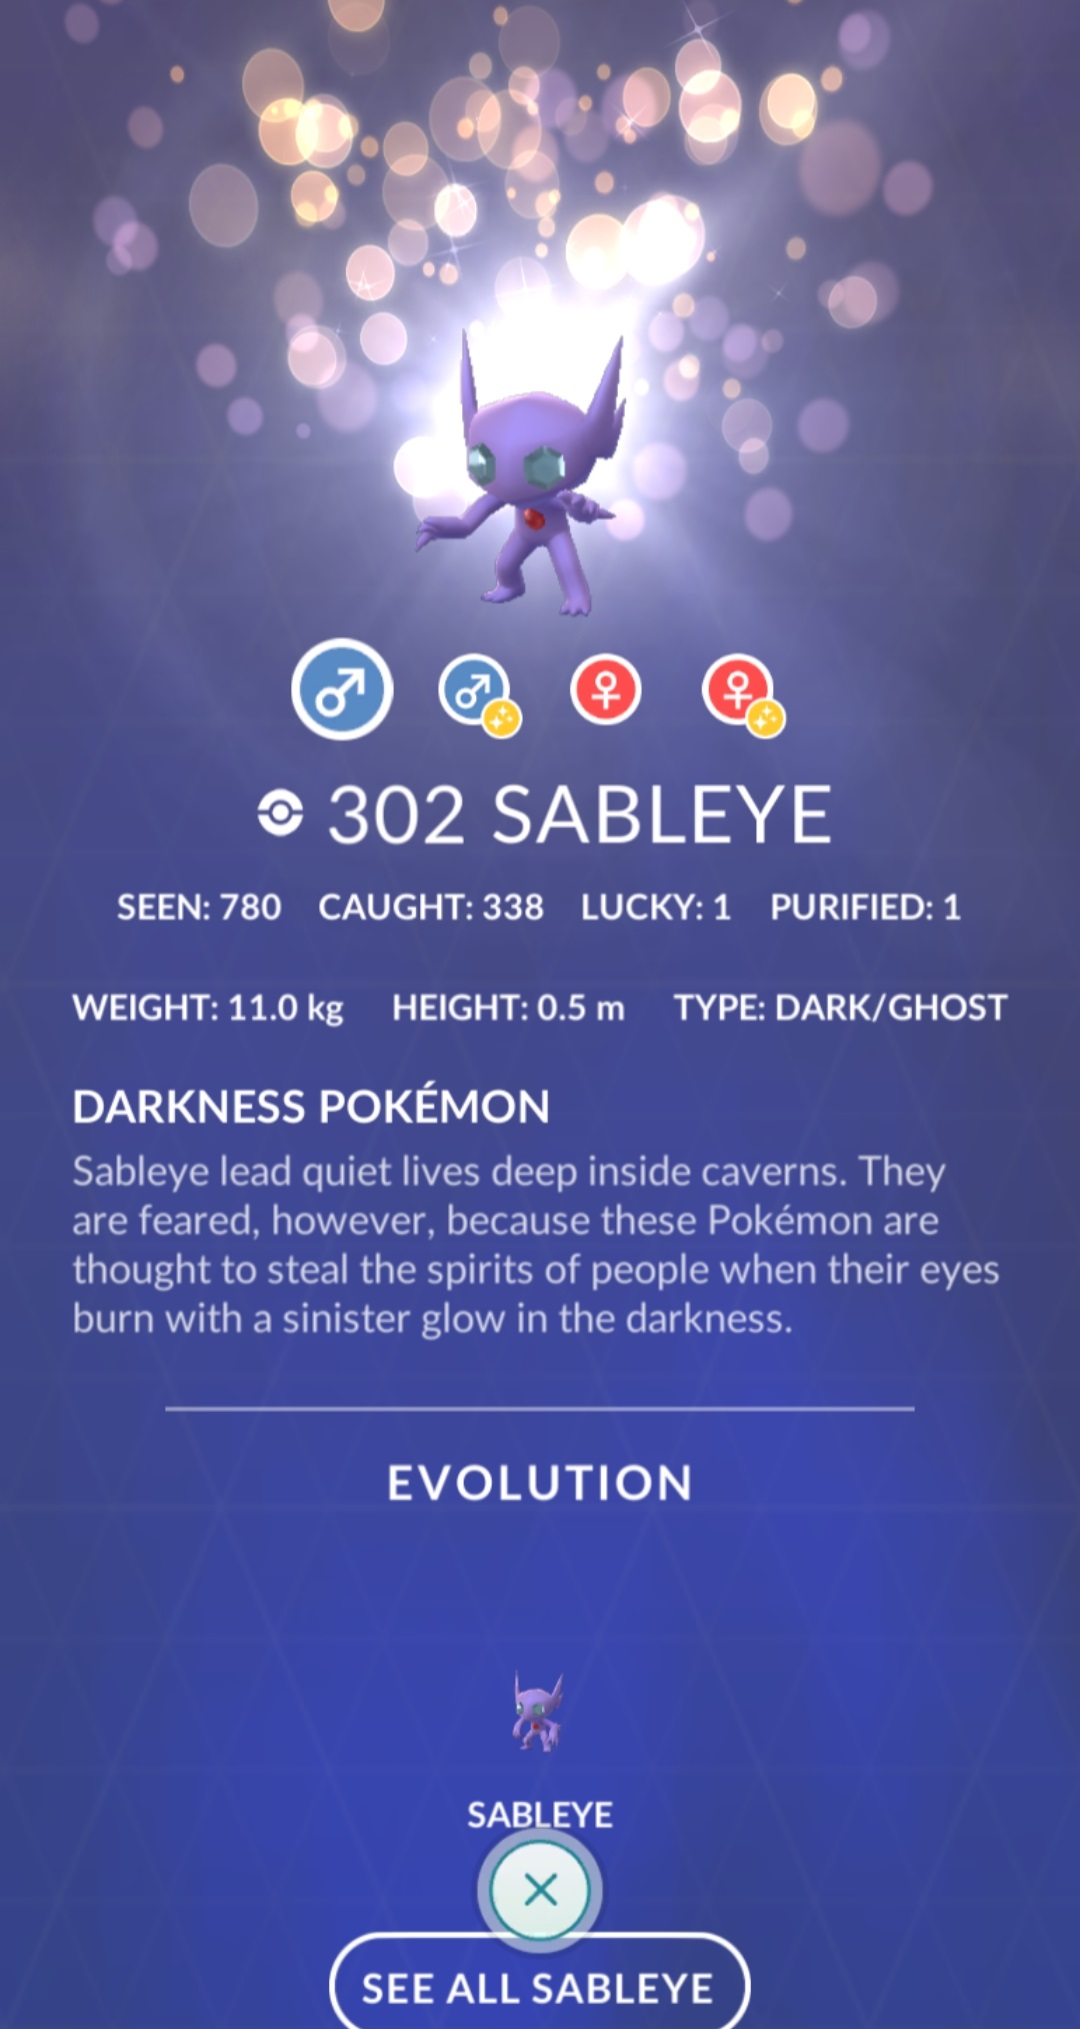 302 SABLEYE
SEEN: 780 CAUGHT: 338 LUCKY: 1 PURIFIED: 1
WEIGHT: 11.0 kg HEIGHT: 0.5 m TYPE: DARK/GHOST
DARKNESS POKÉMON
Sableye lead quiet lives deep inside caverns. They
are feared, however, because these Pokémon are
thought to steal the spirits of people when their eyes
burn with a sinister glow in the darkness.
EVOLUTION
SABLEYE
SEE ALL SABLEYE